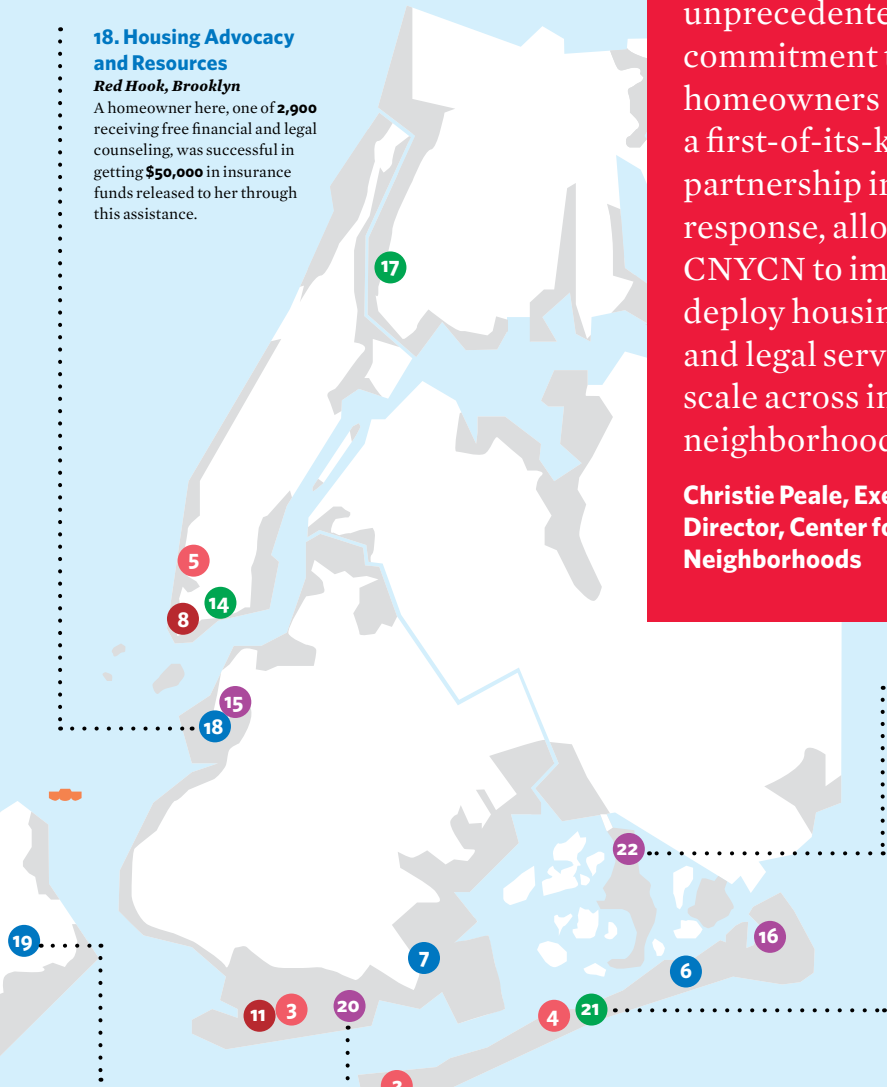 18. Housing Advocacy
and Resources
Red Hook, Brooklyn
A homeowner here, one of 2,900
receiving free financial and legal
counseling, was successful in
getting $50,000 in insurance
funds released to her through
this assistance.
commitment
homeowners
a first-of-its-k
partnership
response, allo
CNYCN to im
deploy housin
and legal serv
scale across
neighborhood
Christie Peale, Exe
Director, Center fo
Neighborhoods
17
5
14
8
15
18
22
19
16
7
6
11
3
20
4
21